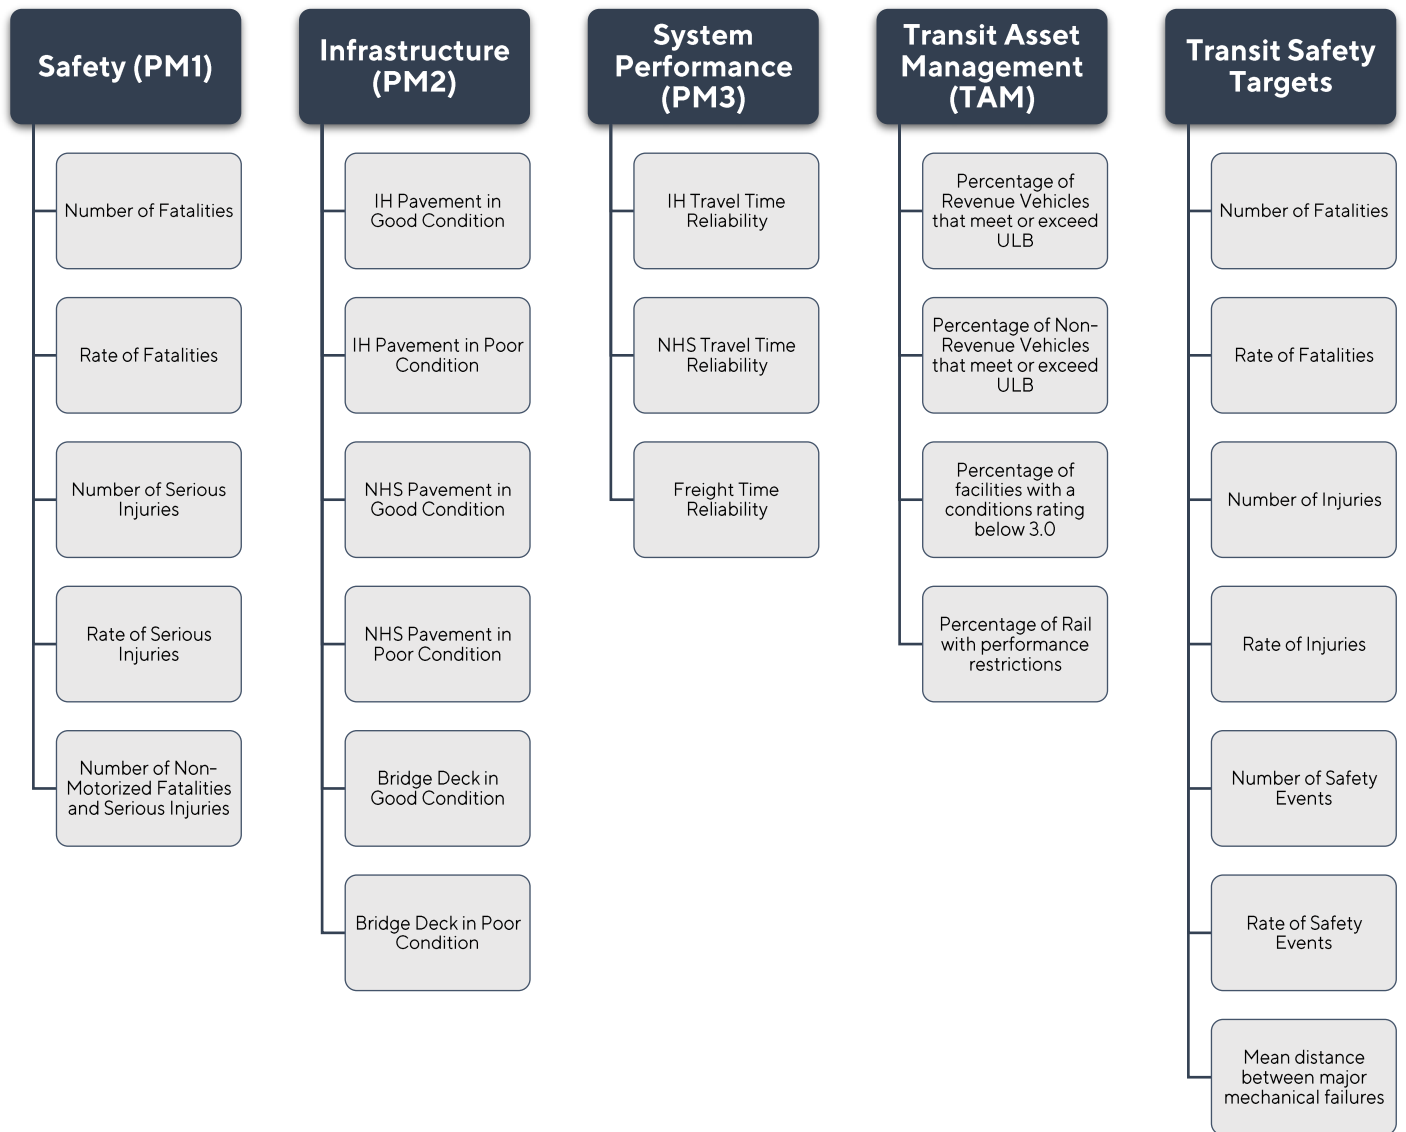 Safety (PM1)
Number of Fatalities
Rate of Fatalities
Number of Serious
Injuries
Rate of Serious
Injuries
Number of Non-
Motorized Fatalities
and Serious Injuries
Infrastructure
(PM2)
IH Pavement in
Good Condition
IH Pavement in Poor
Condition
NHS Pavement in
Good Condition
NHS Pavement in
Poor Condition
Bridge Deck in
Good Condition
Bridge Deck in Poor
Condition
System
Performance
(PM3)
IH Travel Time
Reliability
NHS Travel Time
Reliability
Freight Time
Reliability
Transit Asset
Management
(TAM)
Percentage of
Revenue Vehicles
that meet or exceed
ULB
Percentage of Non-
Revenue Vehicles
that meet or exceed
ULB
Percentage of
facilities with a
conditions rating
below 3.0
Percentage of Rail
with performance
restrictions
Transit Safety
Targets
Number of Fatalities
Rate of Fatalities
Number of Injuries
Rate of Injuries
Number of Safety
Events
Rate of Safety
Events
Mean distance
between major
mechanical failures